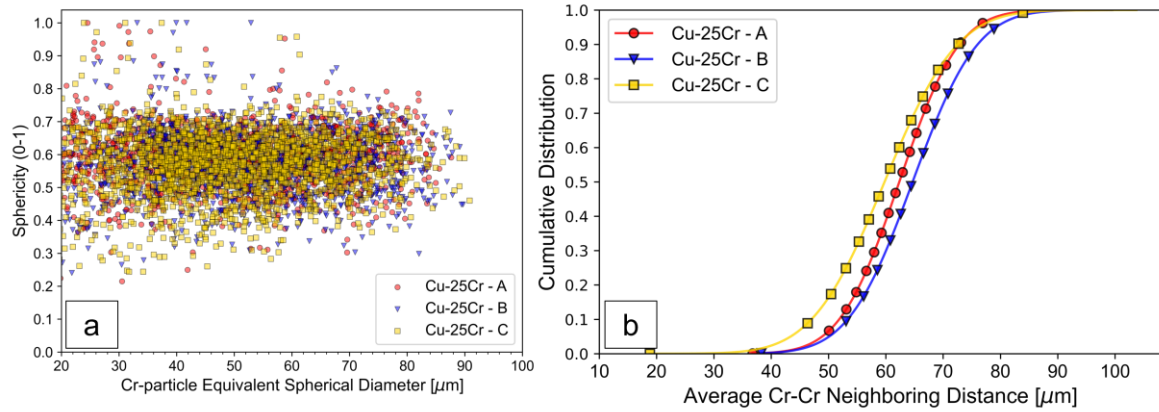 Sphericity (0-1)
1.0
0.9
0.8
0.7
0.6
0.5
0.4
0.3
0.2
0.1
0.0
Cu-25Cr - A
Cu-25Cr - B
Cu-25Cr - C
a
20 30 40 50 60 70 80 90 100
Cr-particle Equivalent Spherical Diameter [μm]
Cumulative Distribution
1.0
0.9
0.8
0.7
0.6
0.5
0.4
0.3
0.2
0.1
0.0
Cu-25Cr - A
Cu-25Cr - B
Cu-25Cr - C
b
10 20 30 40 50 60 70 80 90 100
Average Cr-Cr Neighboring Distance [μm]